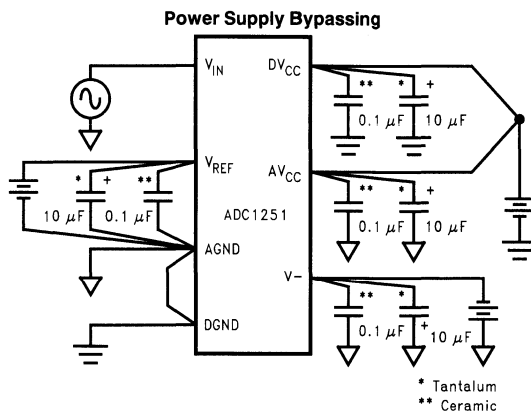 Power Supply Bypassing
V_IN
DV_CC
** * +
0.1 μF 10 μF
V_REF
AV_CC
* + **
10 μF 0.1 μF
ADC1251
** * +
0.1 μF 10 μF
AGND
V-
** *
0.1 μF + 10 μF
DGND
* Tantalum
** Ceramic